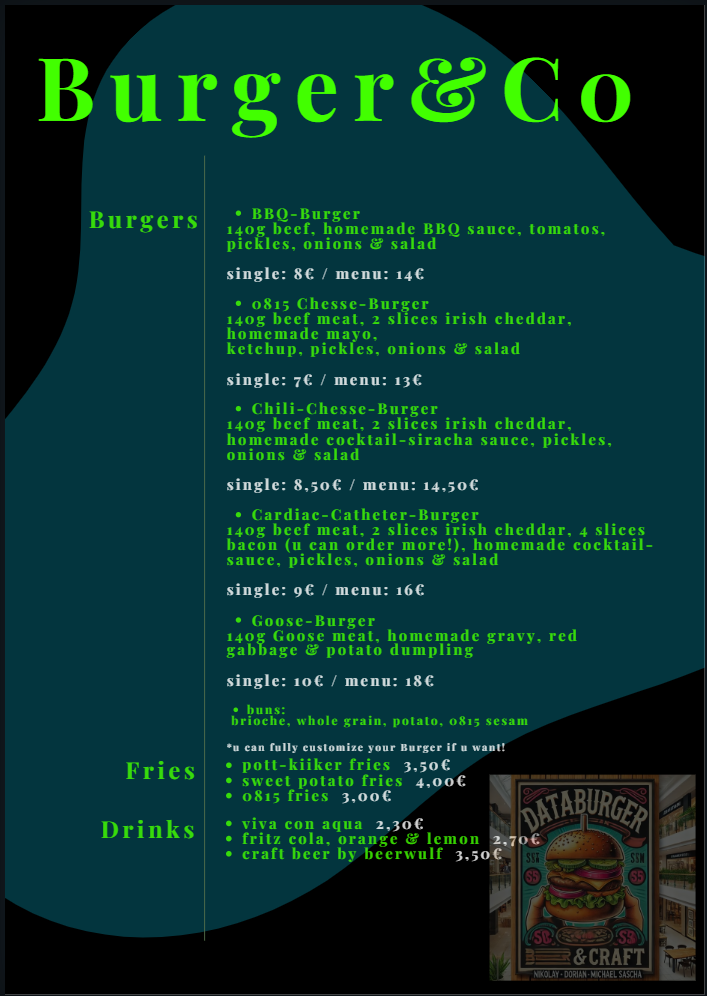 Burger&Co
Burgers
• BBQ-Burger
140g beef, homemade BBQ sauce, tomatos,
pickles, onions & salad
single: 8€ / menu: 14€
• 0815 Chesse-Burger
140g beef meat, 2 slices irish cheddar,
homemade mayo,
ketchup, pickles, onions & salad
single: 7€ / menu: 13€
• Chili-Chesse-Burger
140g beef meat, 2 slices irish cheddar,
homemade cocktail-siracha sauce, pickles,
onions & salad
single: 8,50€ / menu: 14,50€
• Cardiac-Catheter-Burger
140g beef meat, 2 slices irish cheddar, 4 slices
bacon (u can order more!), homemade cocktail-
sauce, pickles, onions & salad
single: 9€ / menu: 16€
• Goose-Burger
140g Goose meat, homemade gravy, red
gabbage & potato dumpling
single: 10€ / menu: 18€
• buns:
brioche, whole grain, potato, 0815 sesam
*u can fully customize your Burger if u want!
Fries
• pott-kiiker fries 3,50€
• sweet potato fries 4,00€
• 0815 fries 3,00€
Drinks
• viva con aqua 2,30€
• fritz cola, orange & lemon 2,70€
• craft beer by beerwulf 3,50€
DATABURGER
& CRAFT
NIKOLAY · DORIAN · MICHAEL SASCHA